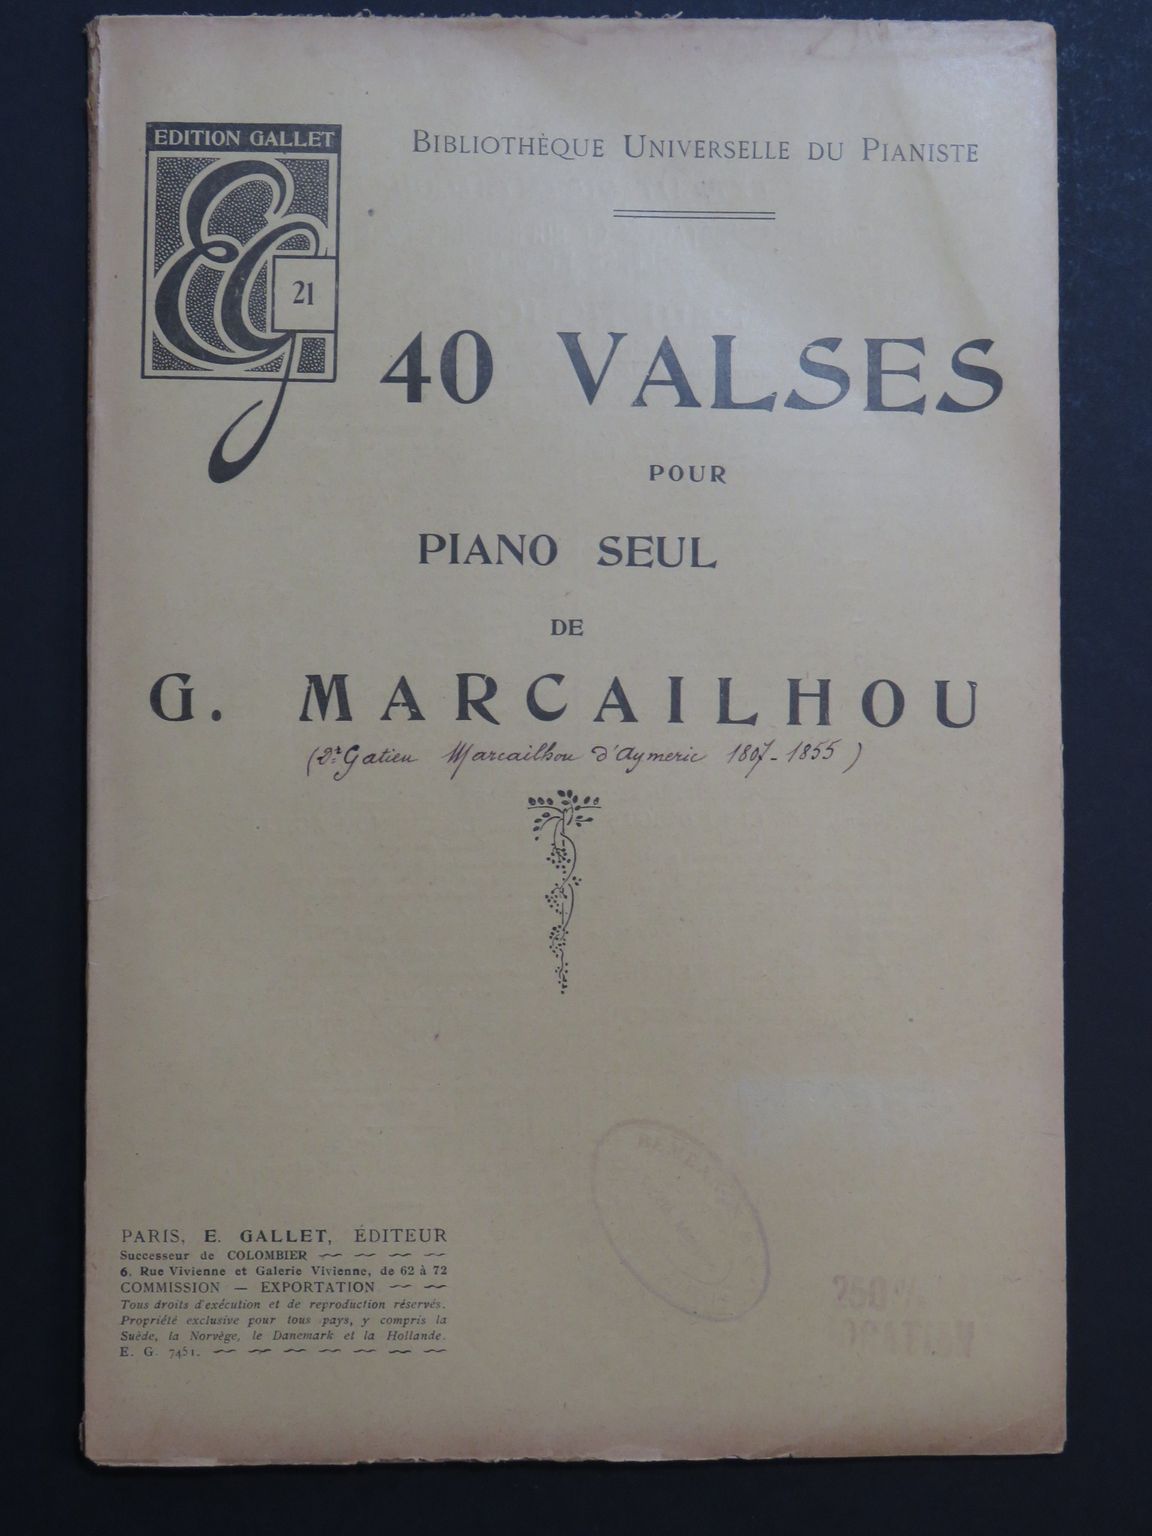 EDITION GALLET
EG
21
BIBLIOTHÈQUE UNIVERSELLE DU PIANISTE
40 VALSES
POUR
PIANO SEUL
DE
G. MARCAILHOU
(Dr Gatien Marcailhou d'Aymeric 1807-1855)
PARIS, E. GALLET, ÉDITEUR
Successeur de COLOMBIER
6, Rue Vivienne et Galerie Vivienne, de 62 à 72
COMMISSION — EXPORTATION
Tous droits d'exécution et de reproduction réservés.
Propriété exclusive pour tous pays, y compris la
Suède, la Norvège, le Danemark et la Hollande.
E. G. 7451.